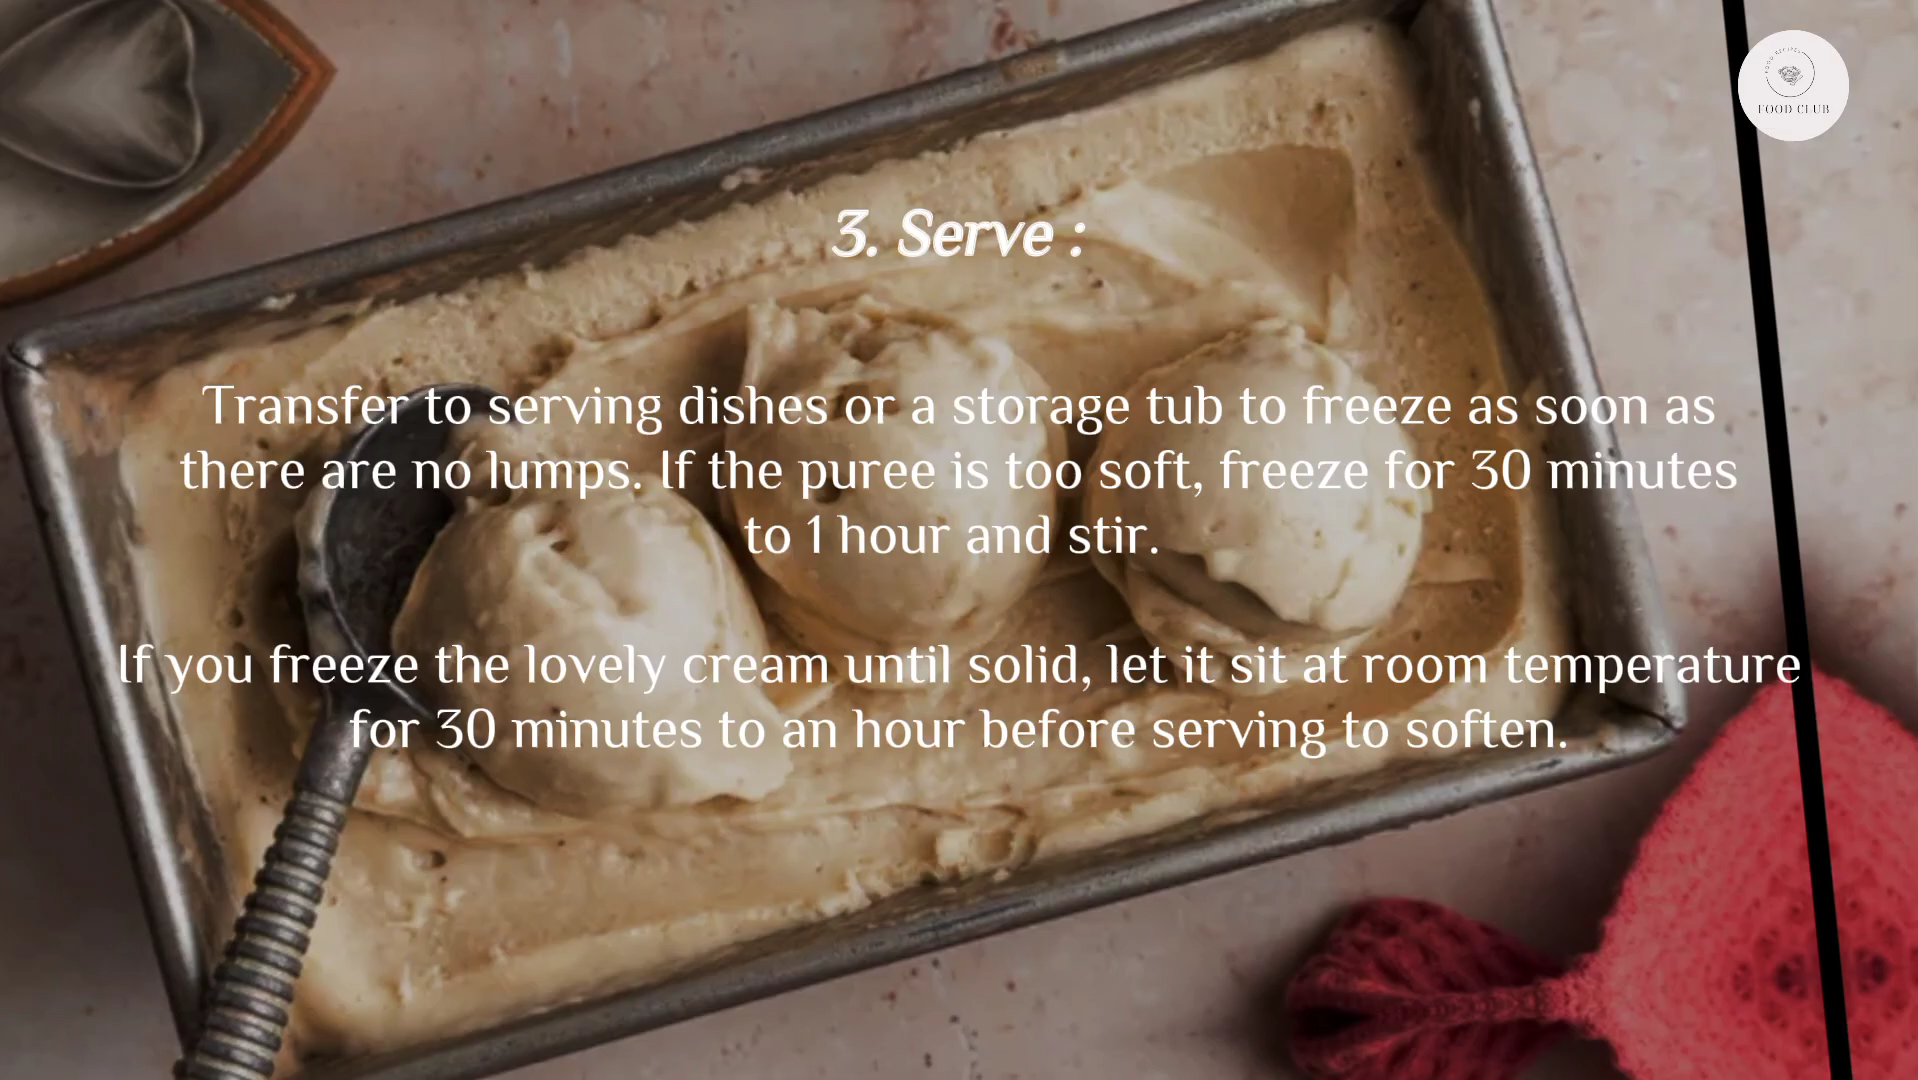 FOOD RECIPES
FOOD CLUB
3. Serve :
Transfer to serving dishes or a storage tub to freeze as soon as
there are no lumps. If the puree is too soft, freeze for 30 minutes
to 1 hour and stir.
If you freeze the lovely cream until solid, let it sit at room temperature
for 30 minutes to an hour before serving to soften.